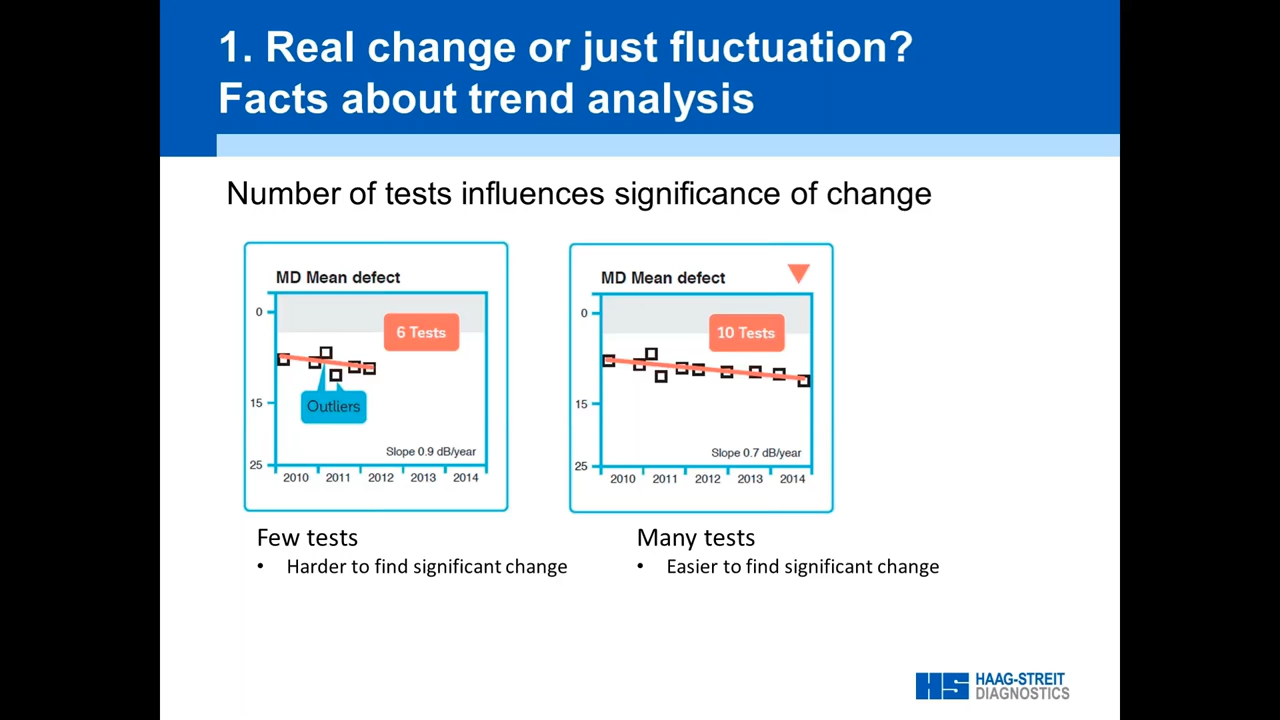 1. Real change or just fluctuation?
Facts about trend analysis
Number of tests influences significance of change
MD Mean defect
0
6 Tests
Outliers
15
Slope 0.9 dB/year
25
2010 2011 2012 2013 2014
MD Mean defect
0
10 Tests
15
Slope 0.7 dB/year
25
2010 2011 2012 2013 2014
Few tests
• Harder to find significant change
Many tests
• Easier to find significant change
HS HAAG-STREIT
DIAGNOSTICS